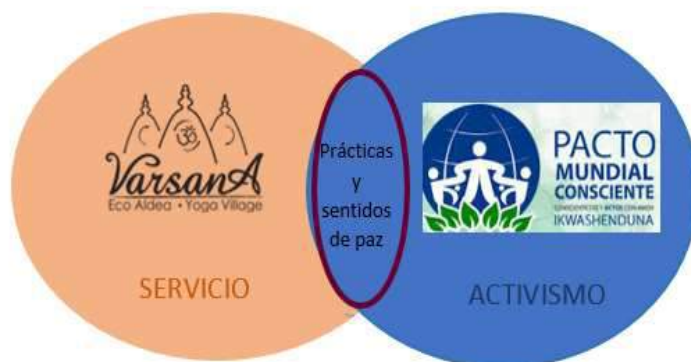 VarsanA
Eco Aldea • Yoga Village
SERVICIO
Prácticas
y
sentidos
de paz
PACTO
MUNDIAL
CONSCIENTE
IKWASHENDUNA
ACTIVISMO